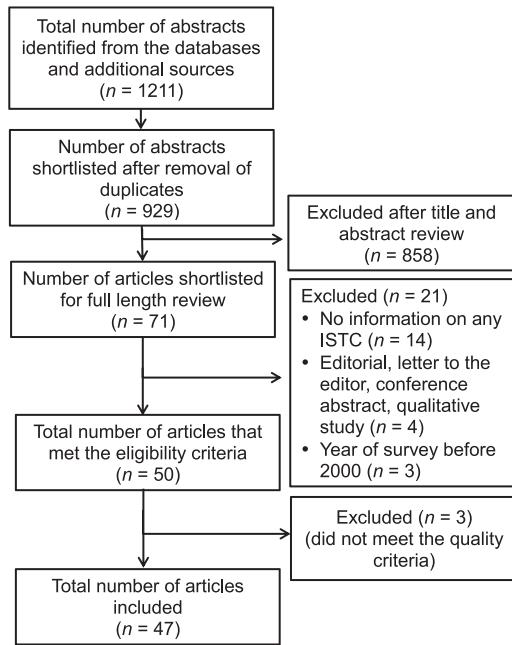 Total number of abstracts
identified from the databases
and additional sources
(n = 1211)
Number of abstracts
shortlisted after removal of
duplicates
(n = 929)
Excluded after title and
abstract review
(n = 858)
Number of articles shortlisted
for full length review
(n = 71)
Excluded (n = 21)
• No information on any
ISTC (n = 14)
• Editorial, letter to the
editor, conference
abstract, qualitative
study (n = 4)
• Year of survey before
2000 (n = 3)
Total number of articles that
met the eligibility criteria
(n = 50)
Excluded (n = 3)
(did not meet the quality
criteria)
Total number of articles
included
(n = 47)